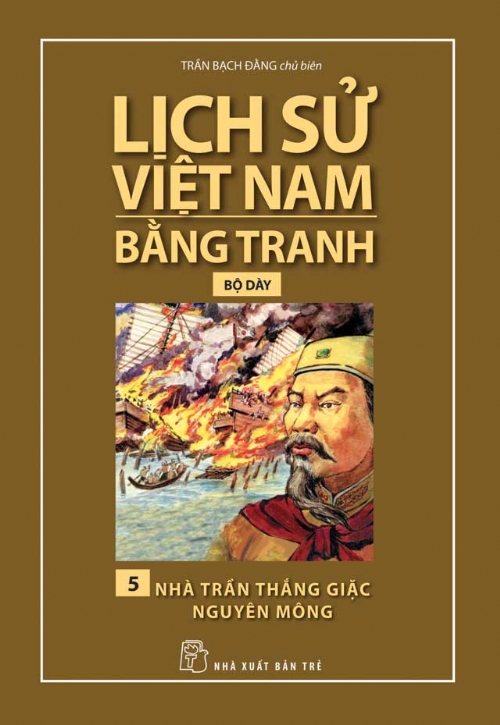 TRẦN BẠCH ĐẰNG chủ biên
LỊCH SỬ
VIỆT NAM
BẰNG TRANH
BỘ DÀY
5 NHÀ TRẦN THẮNG GIẶC
NGUYÊN MÔNG
NHÀ XUẤT BẢN TRẺ